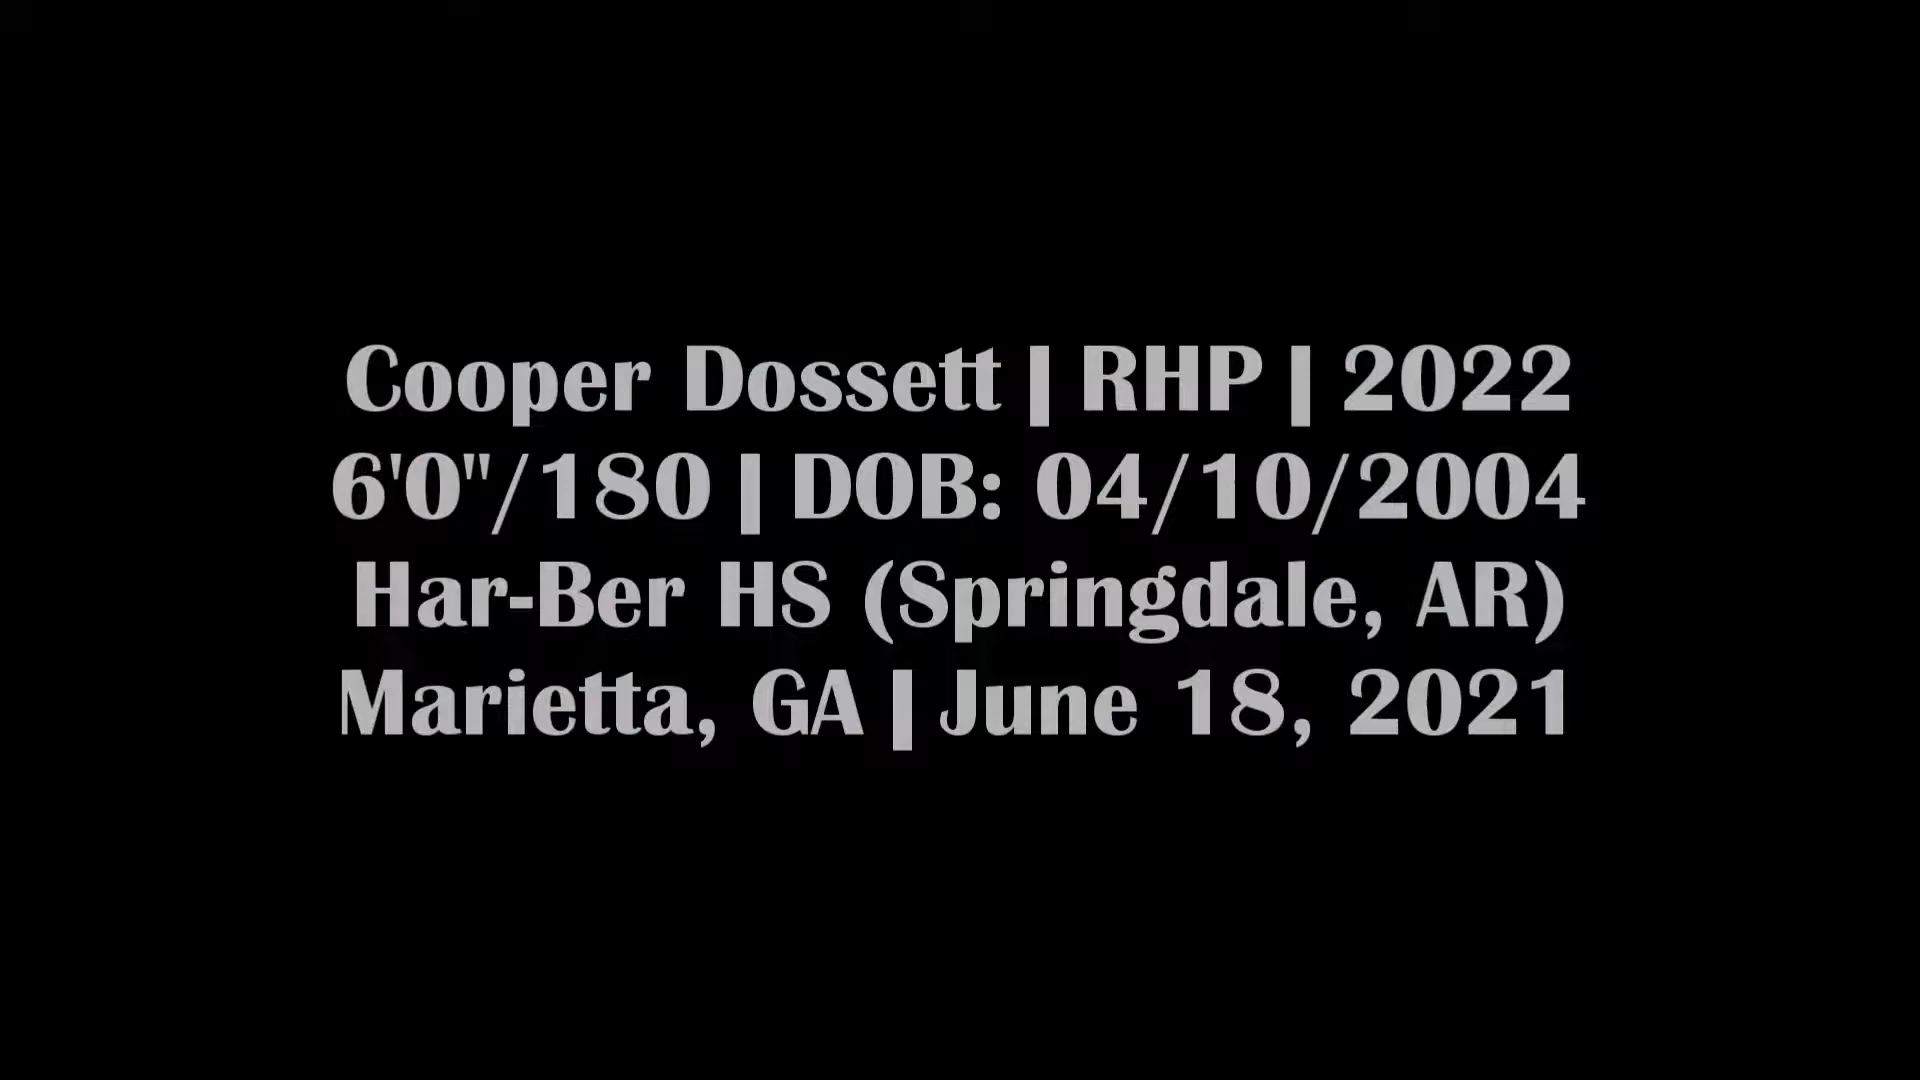 Cooper Dossett | RHP | 2022
6'0"/180 | DOB: 04/10/2004
Har-Ber HS (Springdale, AR)
Marietta, GA | June 18, 2021